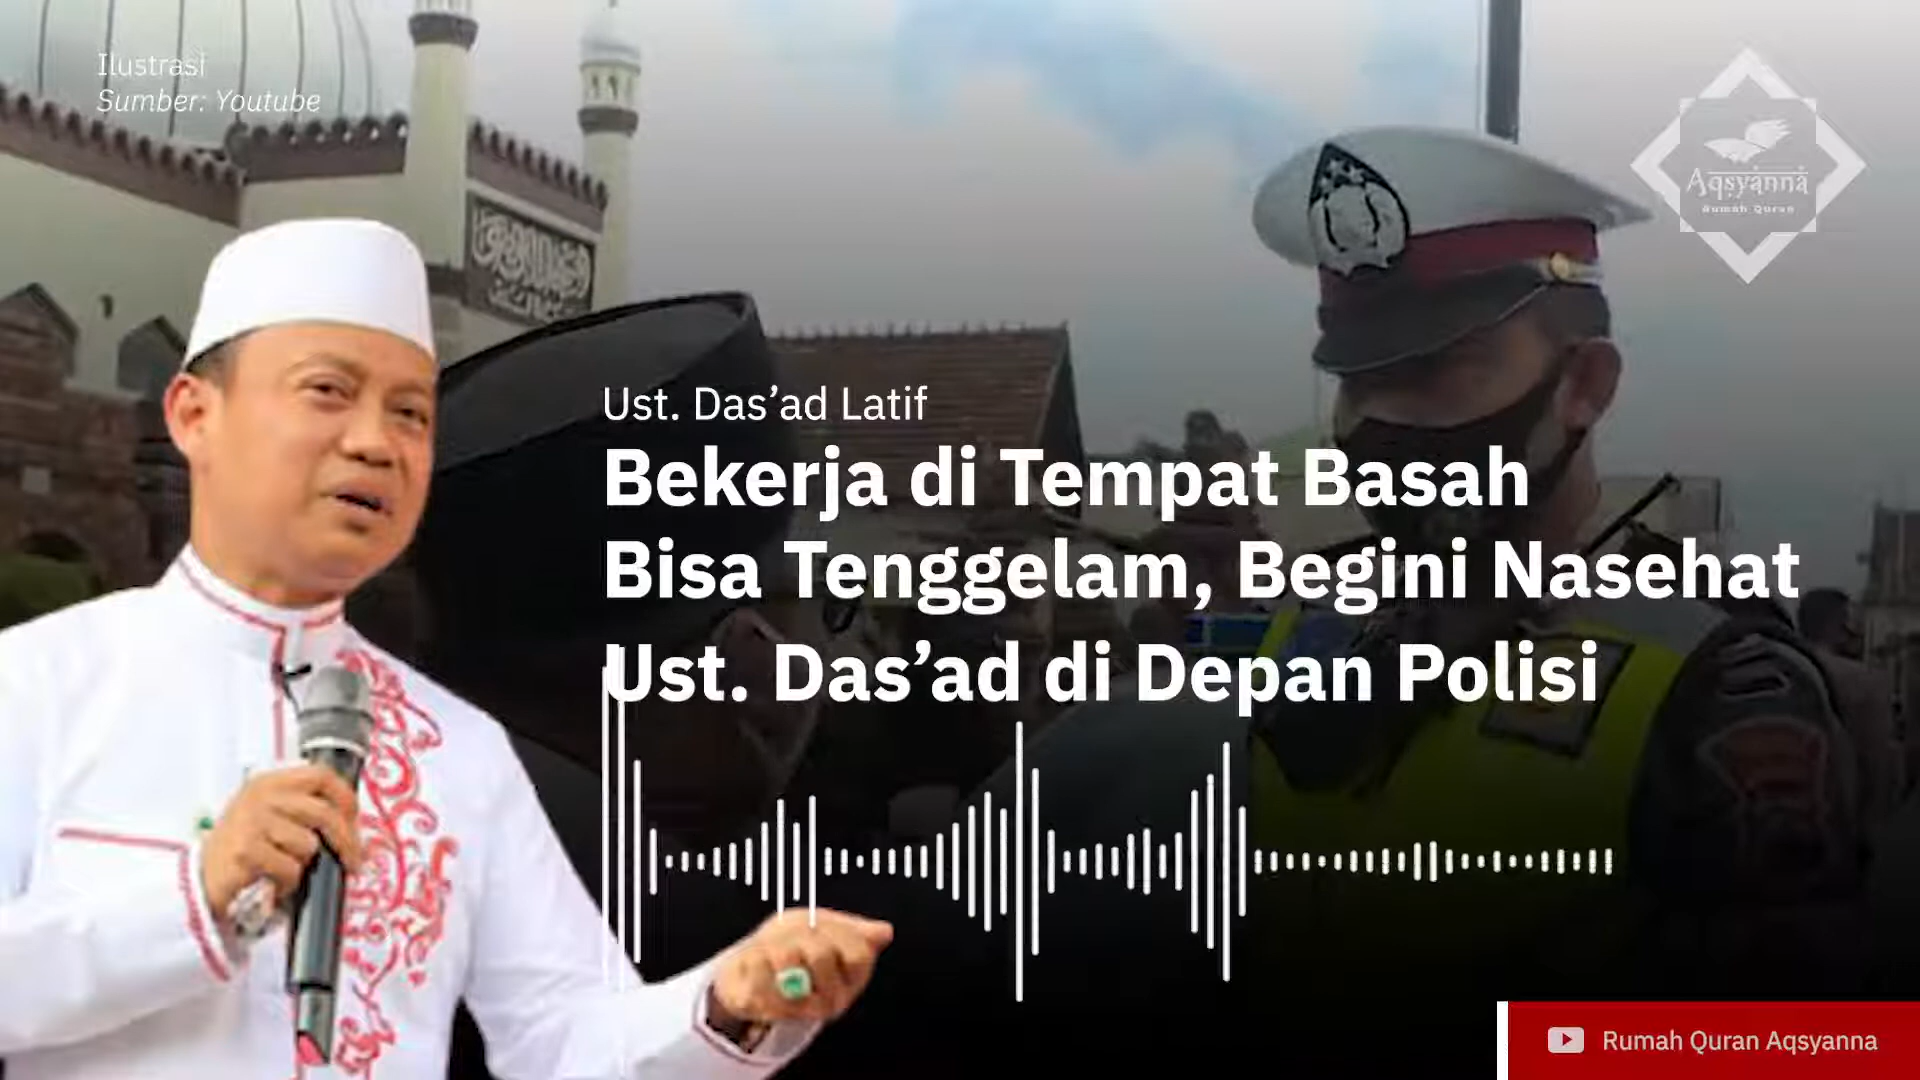 Ilustrasi
Sumber: Youtube
Aqsyanna
Rumah Quran
Ust. Das’ad Latif
Bekerja di Tempat Basah
Bisa Tenggelam, Begini Nasehat
Ust. Das’ad di Depan Polisi
Rumah Quran Aqsyanna